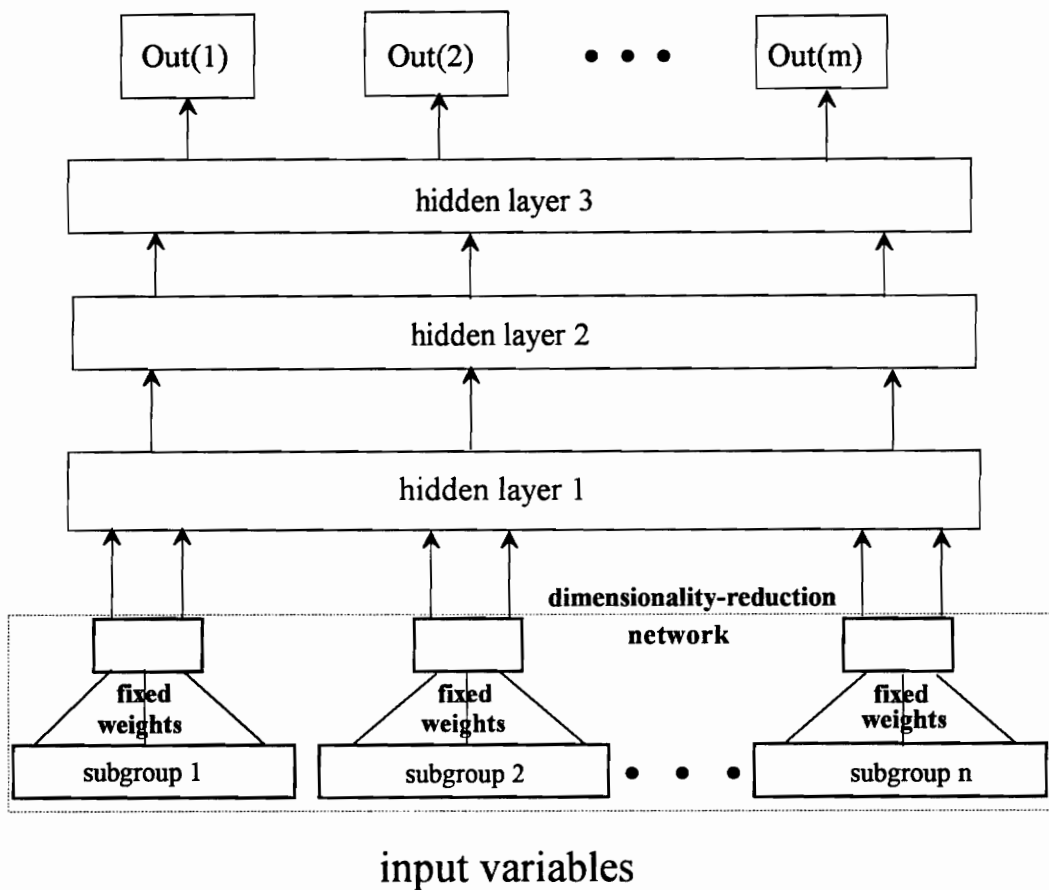 Out(1) Out(2) • • • Out(m)
hidden layer 3
hidden layer 2
hidden layer 1
dimensionality-reduction
network
fixed fixed fixed
weights weights weights
subgroup 1 subgroup 2 • • • subgroup n
input variables